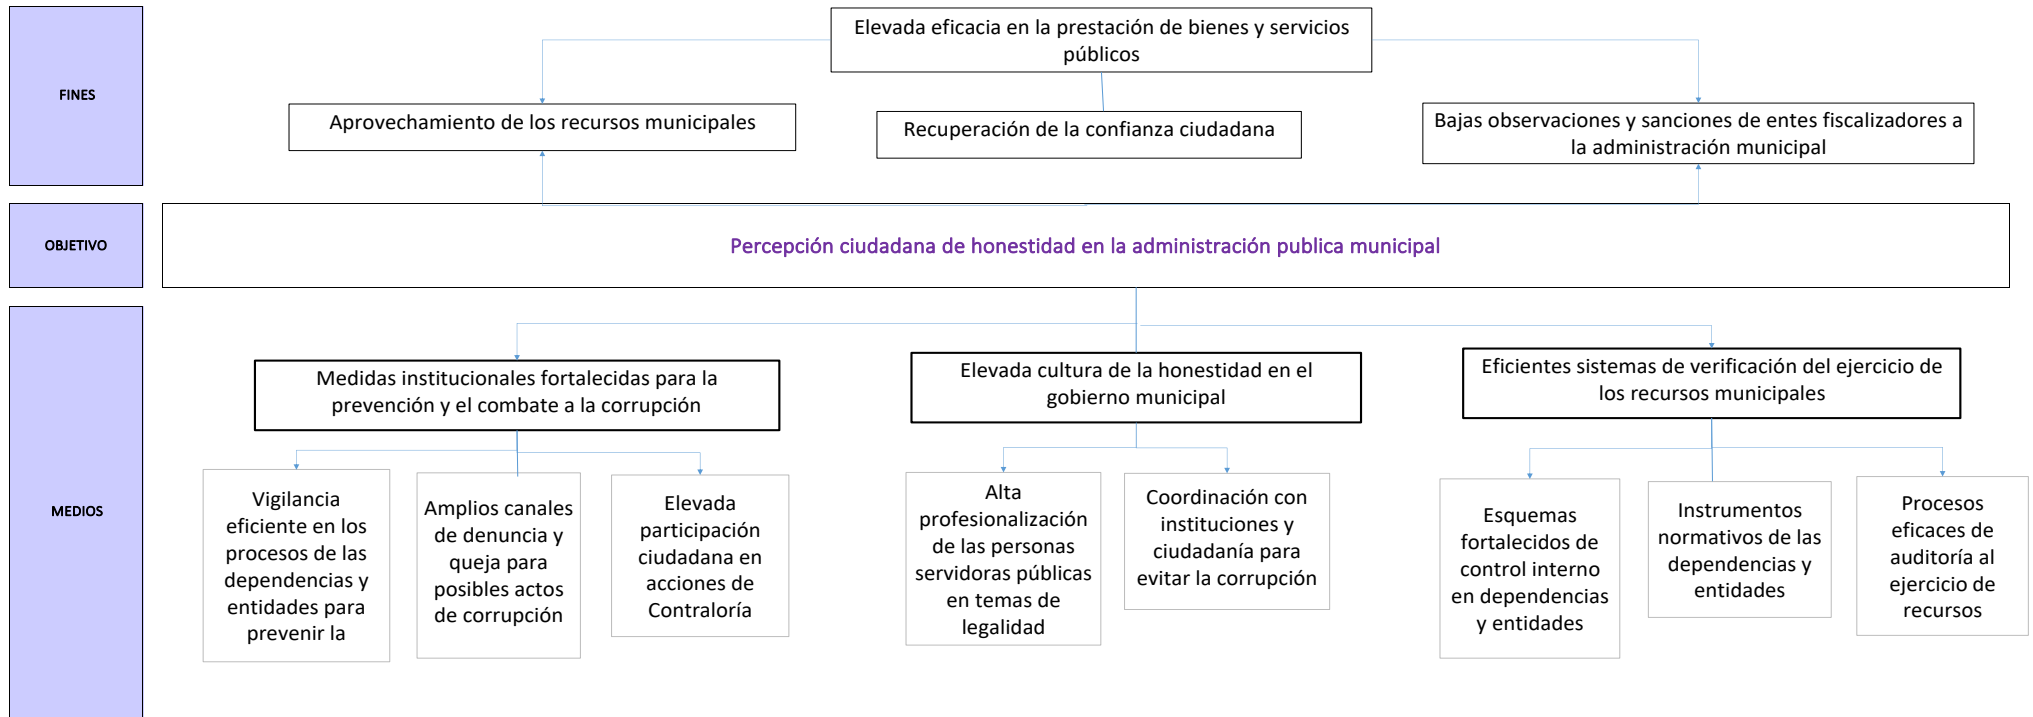 FINES
Elevada eficacia en la prestación de bienes y servicios
públicos
Aprovechamiento de los recursos municipales
Recuperación de la confianza ciudadana
Bajas observaciones y sanciones de entes fiscalizadores a
la administración municipal
OBJETIVO
Percepción ciudadana de honestidad en la administración publica municipal
MEDIOS
Medidas institucionales fortalecidas para la
prevención y el combate a la corrupción
Elevada cultura de la honestidad en el
gobierno municipal
Eficientes sistemas de verificación del ejercicio de
los recursos municipales
Vigilancia
eficiente en los
procesos de las
dependencias y
entidades para
prevenir la
Amplios canales
de denuncia y
queja para
posibles actos
de corrupción
Elevada
participación
ciudadana en
acciones de
Contraloría
Alta
profesionalización
de las personas
servidoras públicas
en temas de
legalidad
Coordinación con
instituciones y
ciudadanía para
evitar la corrupción
Esquemas
fortalecidos de
control interno
en dependencias
y entidades
Instrumentos
normativos de las
dependencias y
entidades
Procesos
eficaces de
auditoría al
ejercicio de
recursos